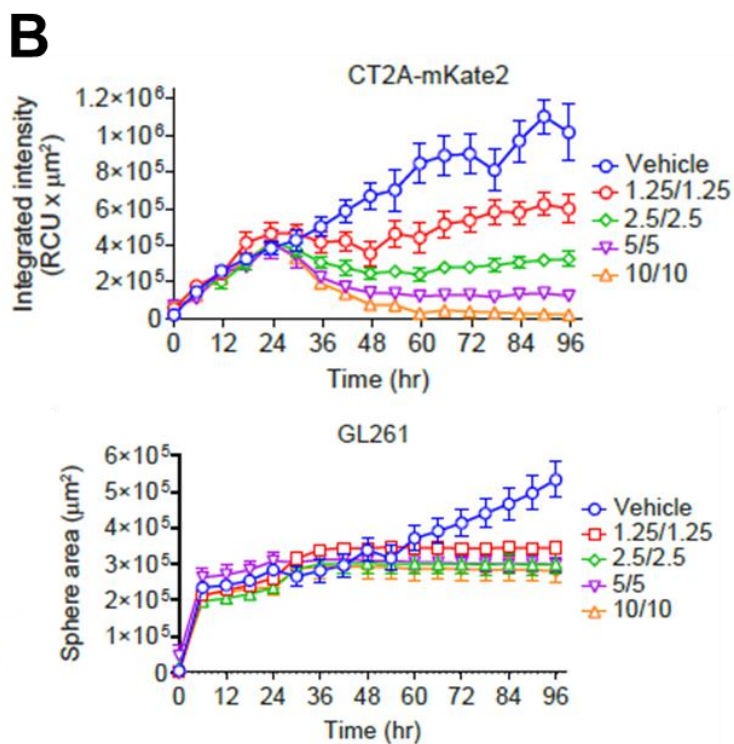 B
CT2A-mKate2
Integrated intensity
(RCU x μm²)
1.2×10⁶
1×10⁶
8×10⁵
6×10⁵
4×10⁵
2×10⁵
0
0 12 24 36 48 60 72 84 96
Time (hr)
Vehicle
1.25/1.25
2.5/2.5
5/5
10/10
GL261
Sphere area (μm²)
6×10⁵
5×10⁵
4×10⁵
3×10⁵
2×10⁵
1×10⁵
0
0 12 24 36 48 60 72 84 96
Time (hr)
Vehicle
1.25/1.25
2.5/2.5
5/5
10/10